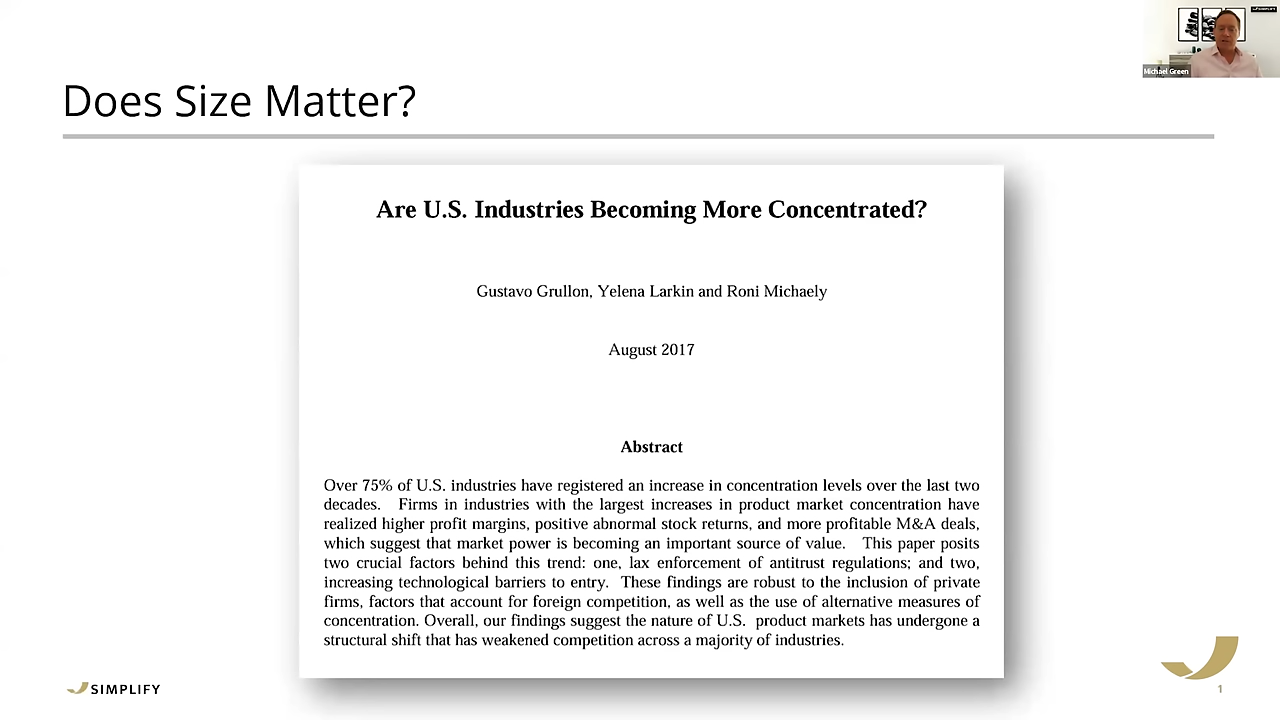 Michael Green
Does Size Matter?
Are U.S. Industries Becoming More Concentrated?
Gustavo Grullon, Yelena Larkin and Roni Michaely
August 2017
Abstract
Over 75% of U.S. industries have registered an increase in concentration levels over the last two
decades. Firms in industries with the largest increases in product market concentration have
realized higher profit margins, positive abnormal stock returns, and more profitable M&A deals,
which suggest that market power is becoming an important source of value. This paper posits
two crucial factors behind this trend: one, lax enforcement of antitrust regulations; and two,
increasing technological barriers to entry. These findings are robust to the inclusion of private
firms, factors that account for foreign competition, as well as the use of alternative measures of
concentration. Overall, our findings suggest the nature of U.S. product markets has undergone a
structural shift that has weakened competition across a majority of industries.
SIMPLIFY
1